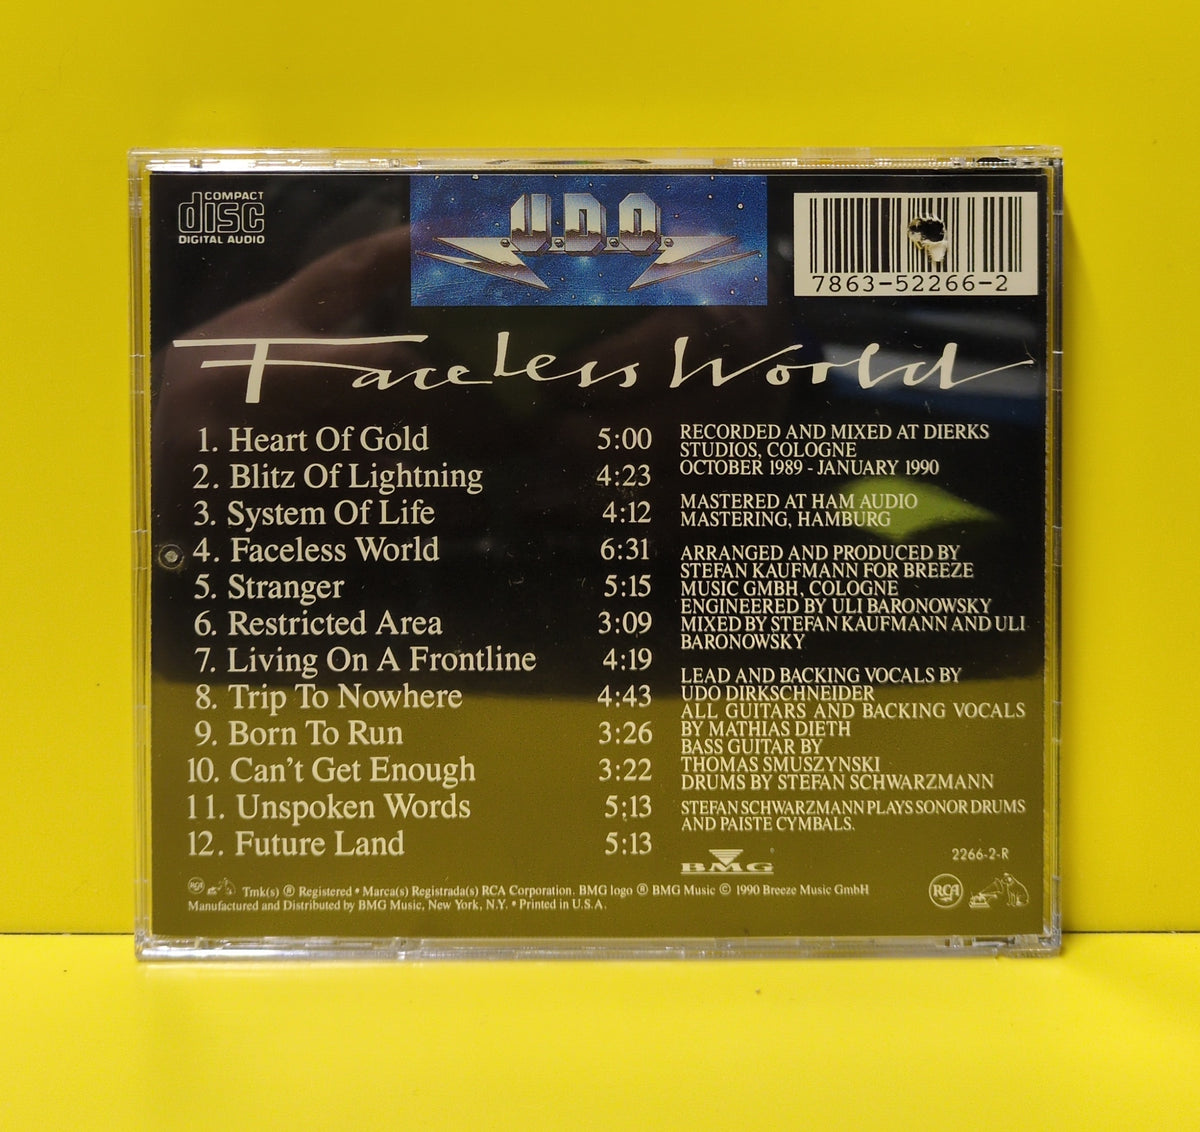 COMPACT
disc
DIGITAL AUDIO
U.D.O.
7863-52266-2
Faceless World
1. Heart Of Gold 5:00
2. Blitz Of Lightning 4:23
3. System Of Life 4:12
4. Faceless World 6:31
5. Stranger 5:15
6. Restricted Area 3:09
7. Living On A Frontline 4:19
8. Trip To Nowhere 4:43
9. Born To Run 3:26
10. Can't Get Enough 3:22
11. Unspoken Words 5:13
12. Future Land 5:13
RECORDED AND MIXED AT DIERKS
STUDIOS, COLOGNE
OCTOBER 1989 - JANUARY 1990
MASTERED AT HAM AUDIO
MASTERING, HAMBURG
ARRANGED AND PRODUCED BY
STEFAN KAUFMANN FOR BREEZE
MUSIC GMBH, COLOGNE
ENGINEERED BY ULI BARONOWSKY
MIXED BY STEFAN KAUFMANN AND ULI
BARONOWSKY
LEAD AND BACKING VOCALS BY
UDO DIRKSCHNEIDER
ALL GUITARS AND BACKING VOCALS
BY MATHIAS DIETH
BASS GUITAR BY
THOMAS SMUSZYNSKI
DRUMS BY STEFAN SCHWARZMANN
STEFAN SCHWARZMANN PLAYS SONOR DRUMS
AND PAISTE CYMBALS.
BMG
2266-2-R
RCA Tmk(s) ® Registered • Marca(s) Registrada(s) RCA Corporation. BMG logo ® BMG Music © 1990 Breeze Music GmbH
Manufactured and Distributed by BMG Music, New York, N.Y. • Printed in U.S.A.
RCA